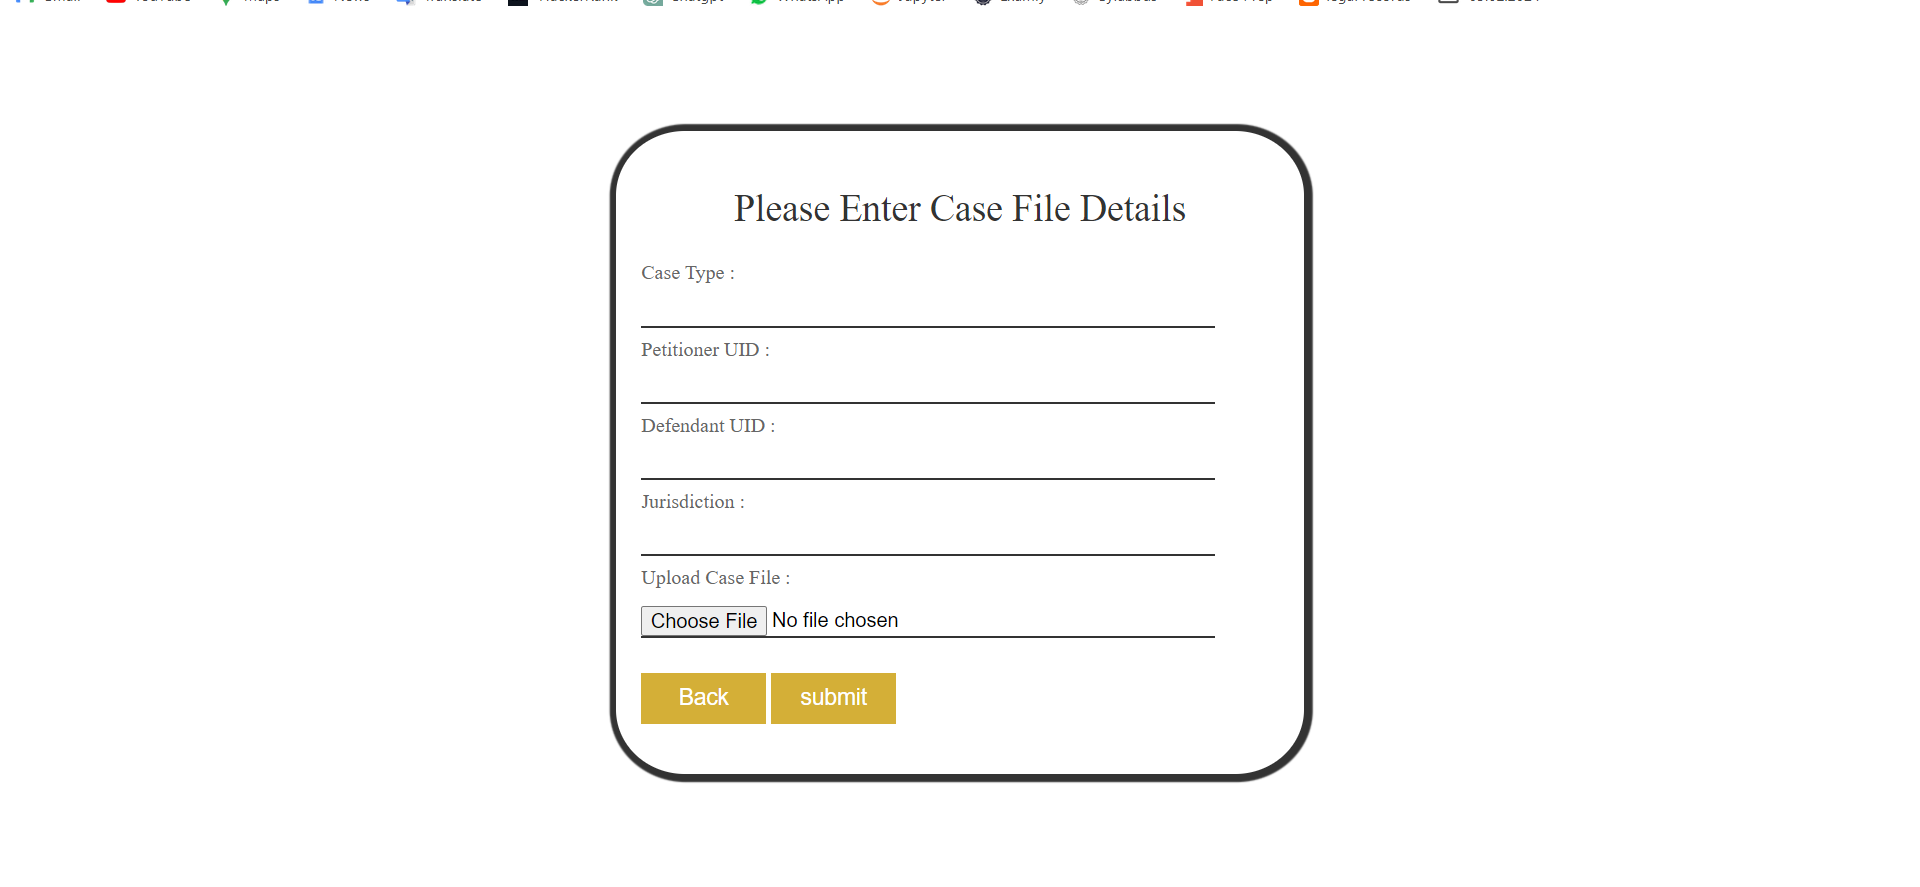 Please Enter Case File Details
Case Type :
Petitioner UID :
Defendant UID :
Jurisdiction :
Upload Case File :
Choose File No file chosen
Back submit